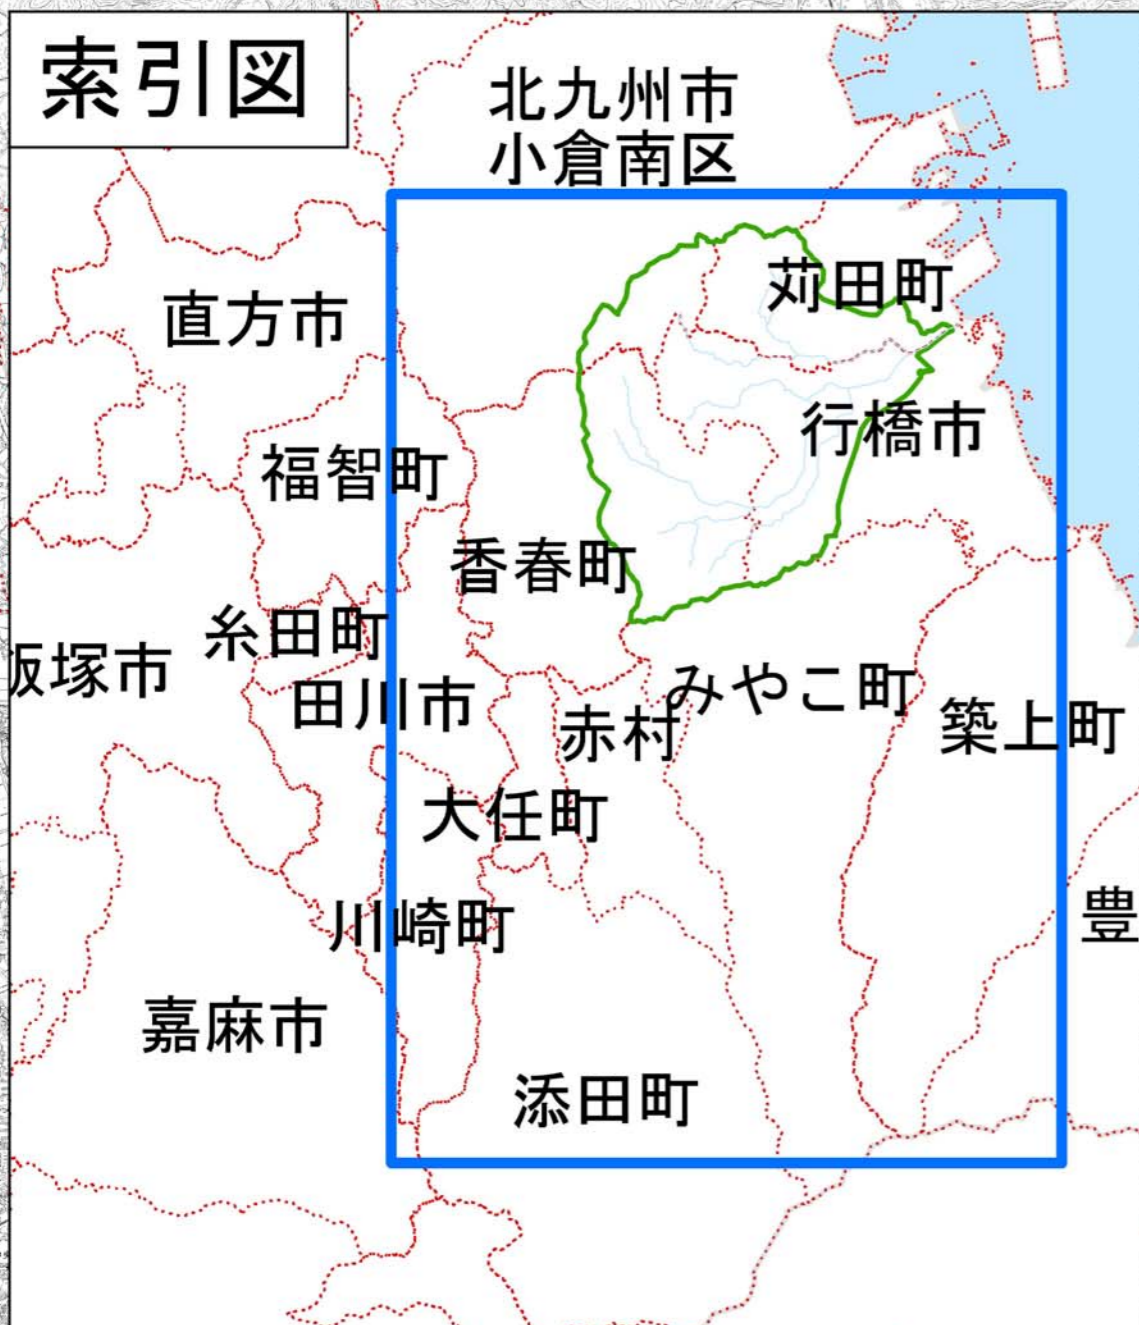 索引図
北九州市
小倉南区
苅田町
直方市
行橋市
福智町
香春町
糸田町
飯塚市
みやこ町
田川市
赤村
築上町
大任町
川崎町
豊
嘉麻市
添田町